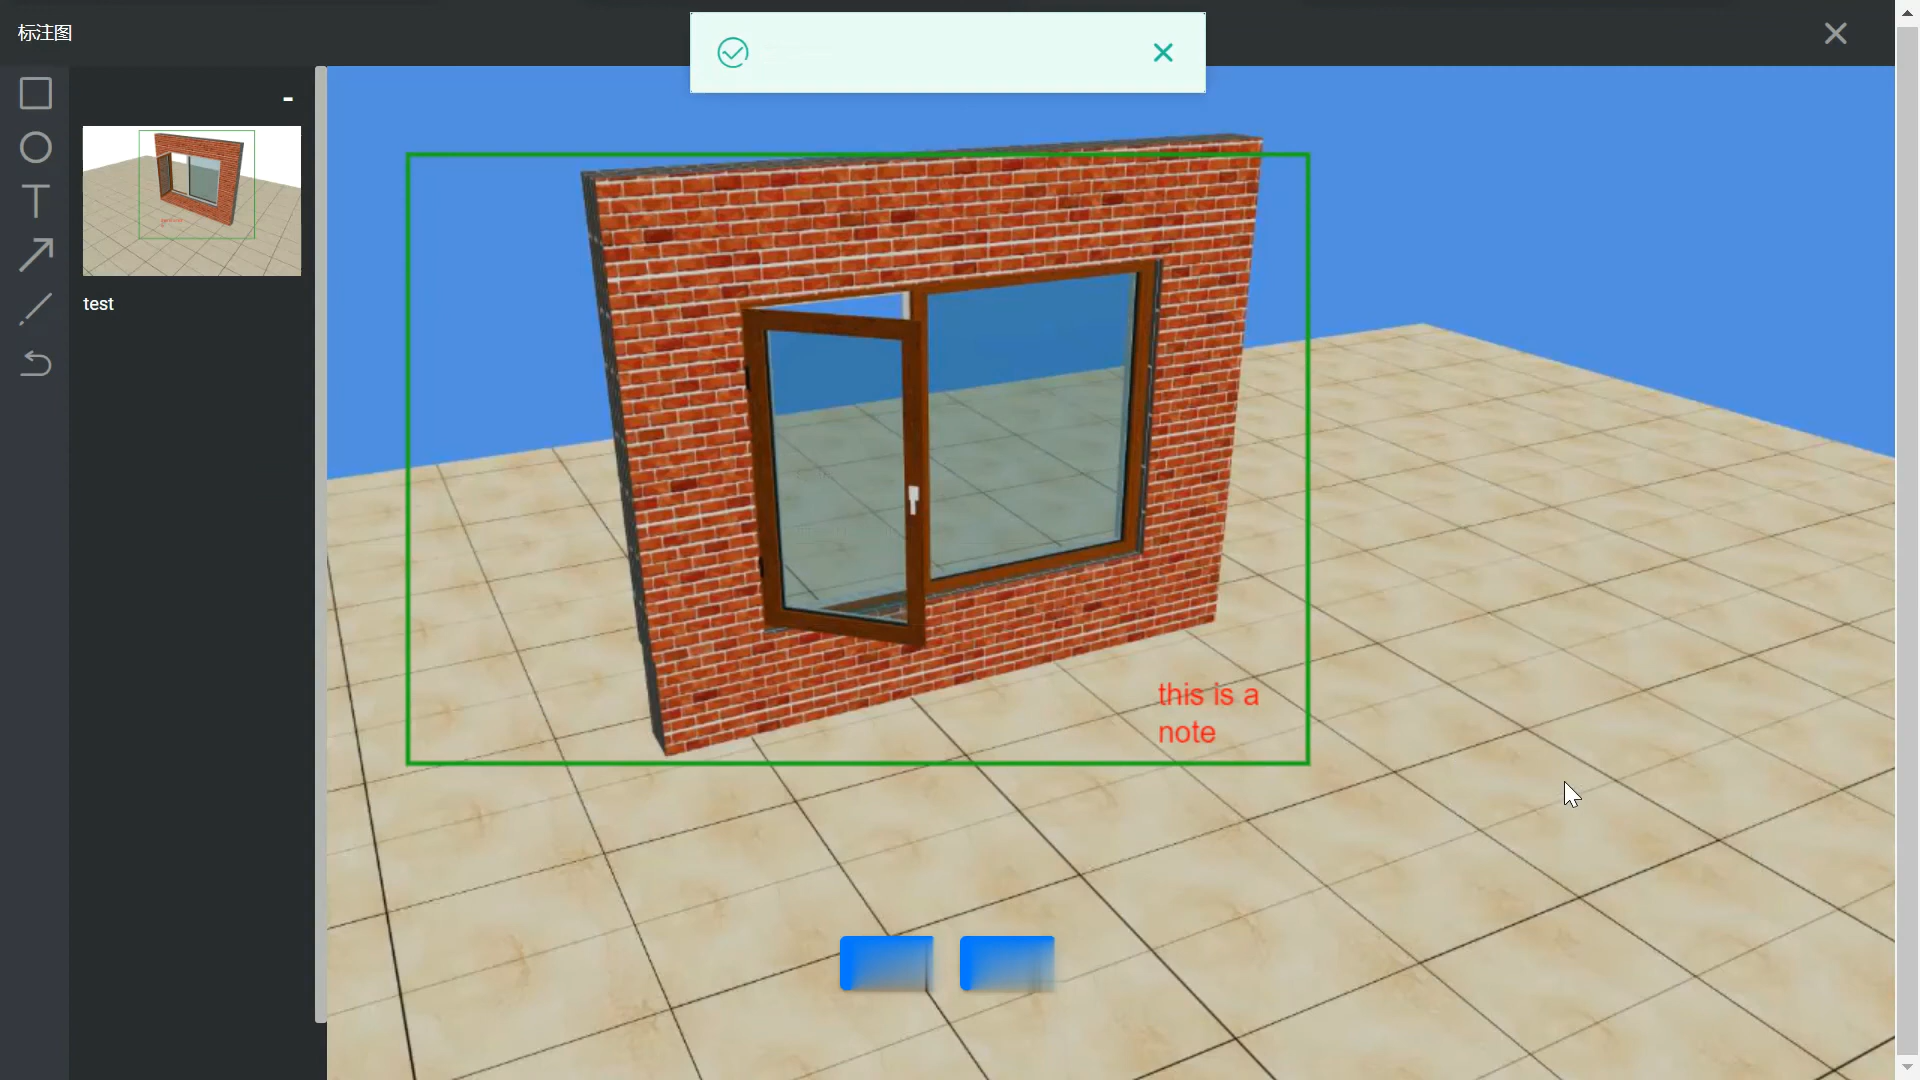 标注图
test
this is a
note